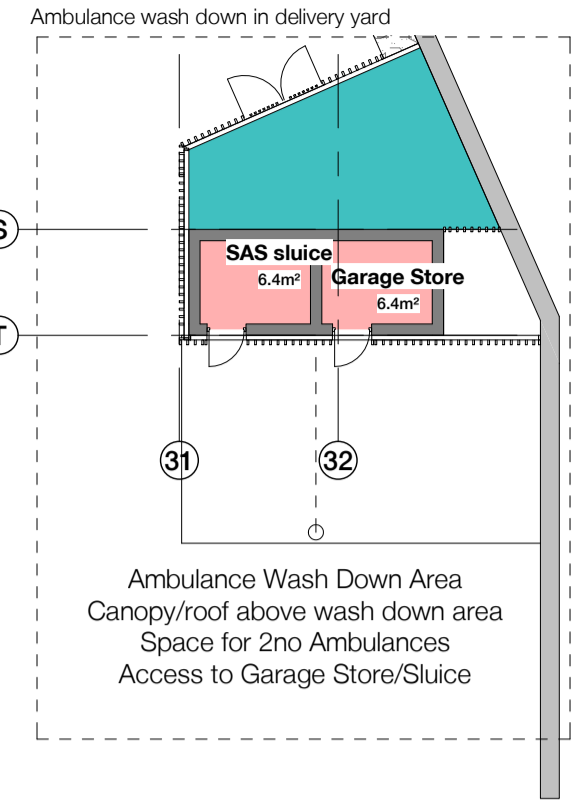 Ambulance wash down in delivery yard
S
SAS sluice
6.4m²
Garage Store
6.4m²
T
31
32
Ambulance Wash Down Area
Canopy/roof above wash down area
Space for 2no Ambulances
Access to Garage Store/Sluice